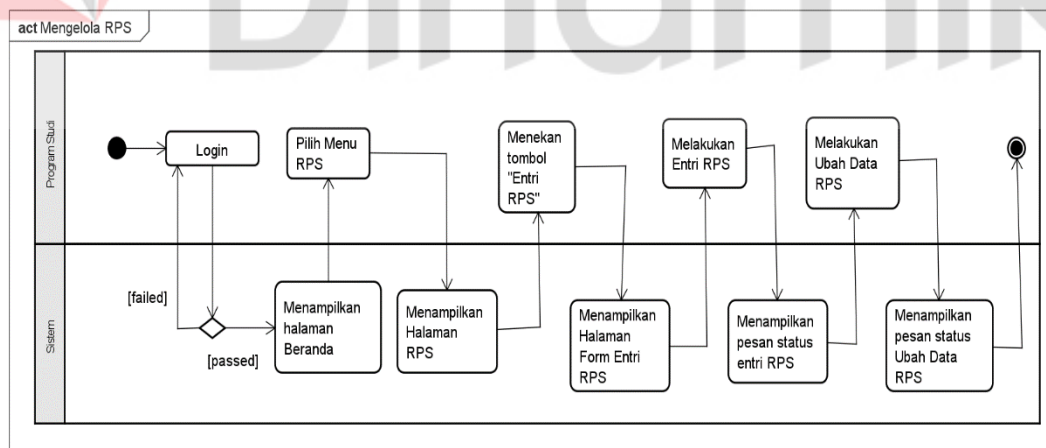 Dinamik
act Mengelola RPS
Program Studi
Login
Pilih Menu
RPS
Menekan
tombol
"Entri
RPS"
Melakukan
Entri RPS
Melakukan
Ubah Data
RPS
Sistem
[failed]
[passed]
Menampilkan
halaman
Beranda
Menampilkan
Halaman
RPS
Menampilkan
Halaman
Form Entri
RPS
Menampilkan
pesan status
entri RPS
Menampilkan
pesan status
Ubah Data
RPS